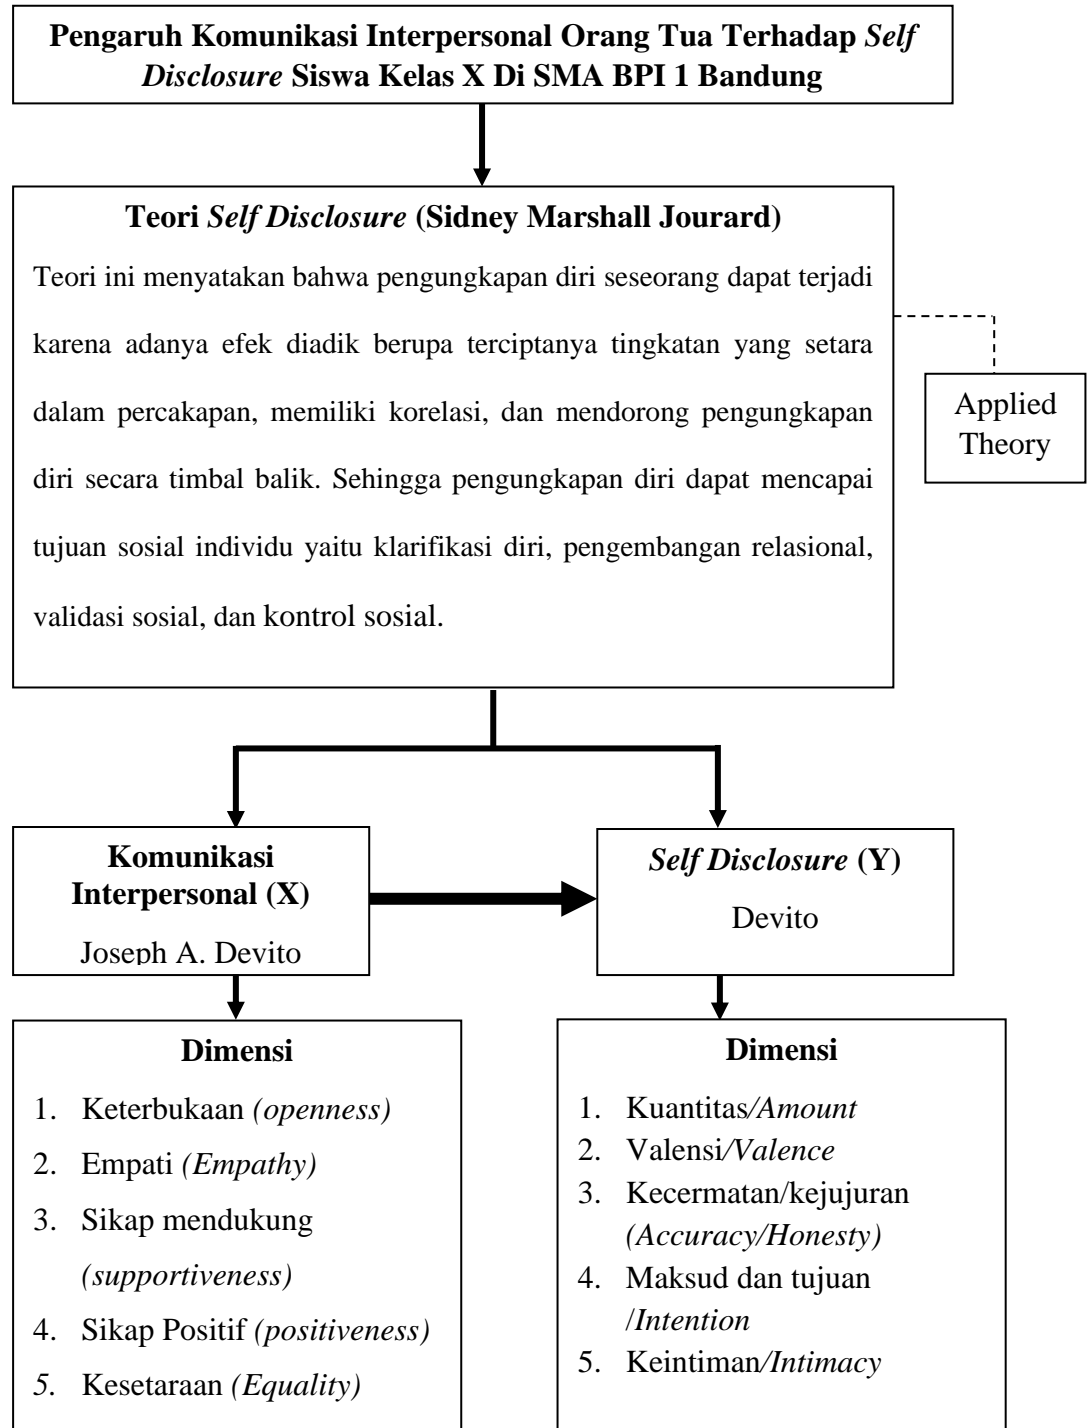 Pengaruh Komunikasi Interpersonal Orang Tua Terhadap Self
Disclosure Siswa Kelas X Di SMA BPI 1 Bandung
Teori Self Disclosure (Sidney Marshall Jourard)
Teori ini menyatakan bahwa pengungkapan diri seseorang dapat terjadi
karena adanya efek diadik berupa terciptanya tingkatan yang setara
dalam percakapan, memiliki korelasi, dan mendorong pengungkapan
diri secara timbal balik. Sehingga pengungkapan diri dapat mencapai
tujuan sosial individu yaitu klarifikasi diri, pengembangan relasional,
validasi sosial, dan kontrol sosial.
Applied
Theory
Komunikasi
Interpersonal (X)
Joseph A. Devito
Self Disclosure (Y)
Devito
Dimensi
1. Keterbukaan (openness)
2. Empati (Empathy)
3. Sikap mendukung
(supportiveness)
4. Sikap Positif (positiveness)
5. Kesetaraan (Equality)
Dimensi
1. Kuantitas/Amount
2. Valensi/Valence
3. Kecermatan/kejujuran
(Accuracy/Honesty)
4. Maksud dan tujuan
/Intention
5. Keintiman/Intimacy